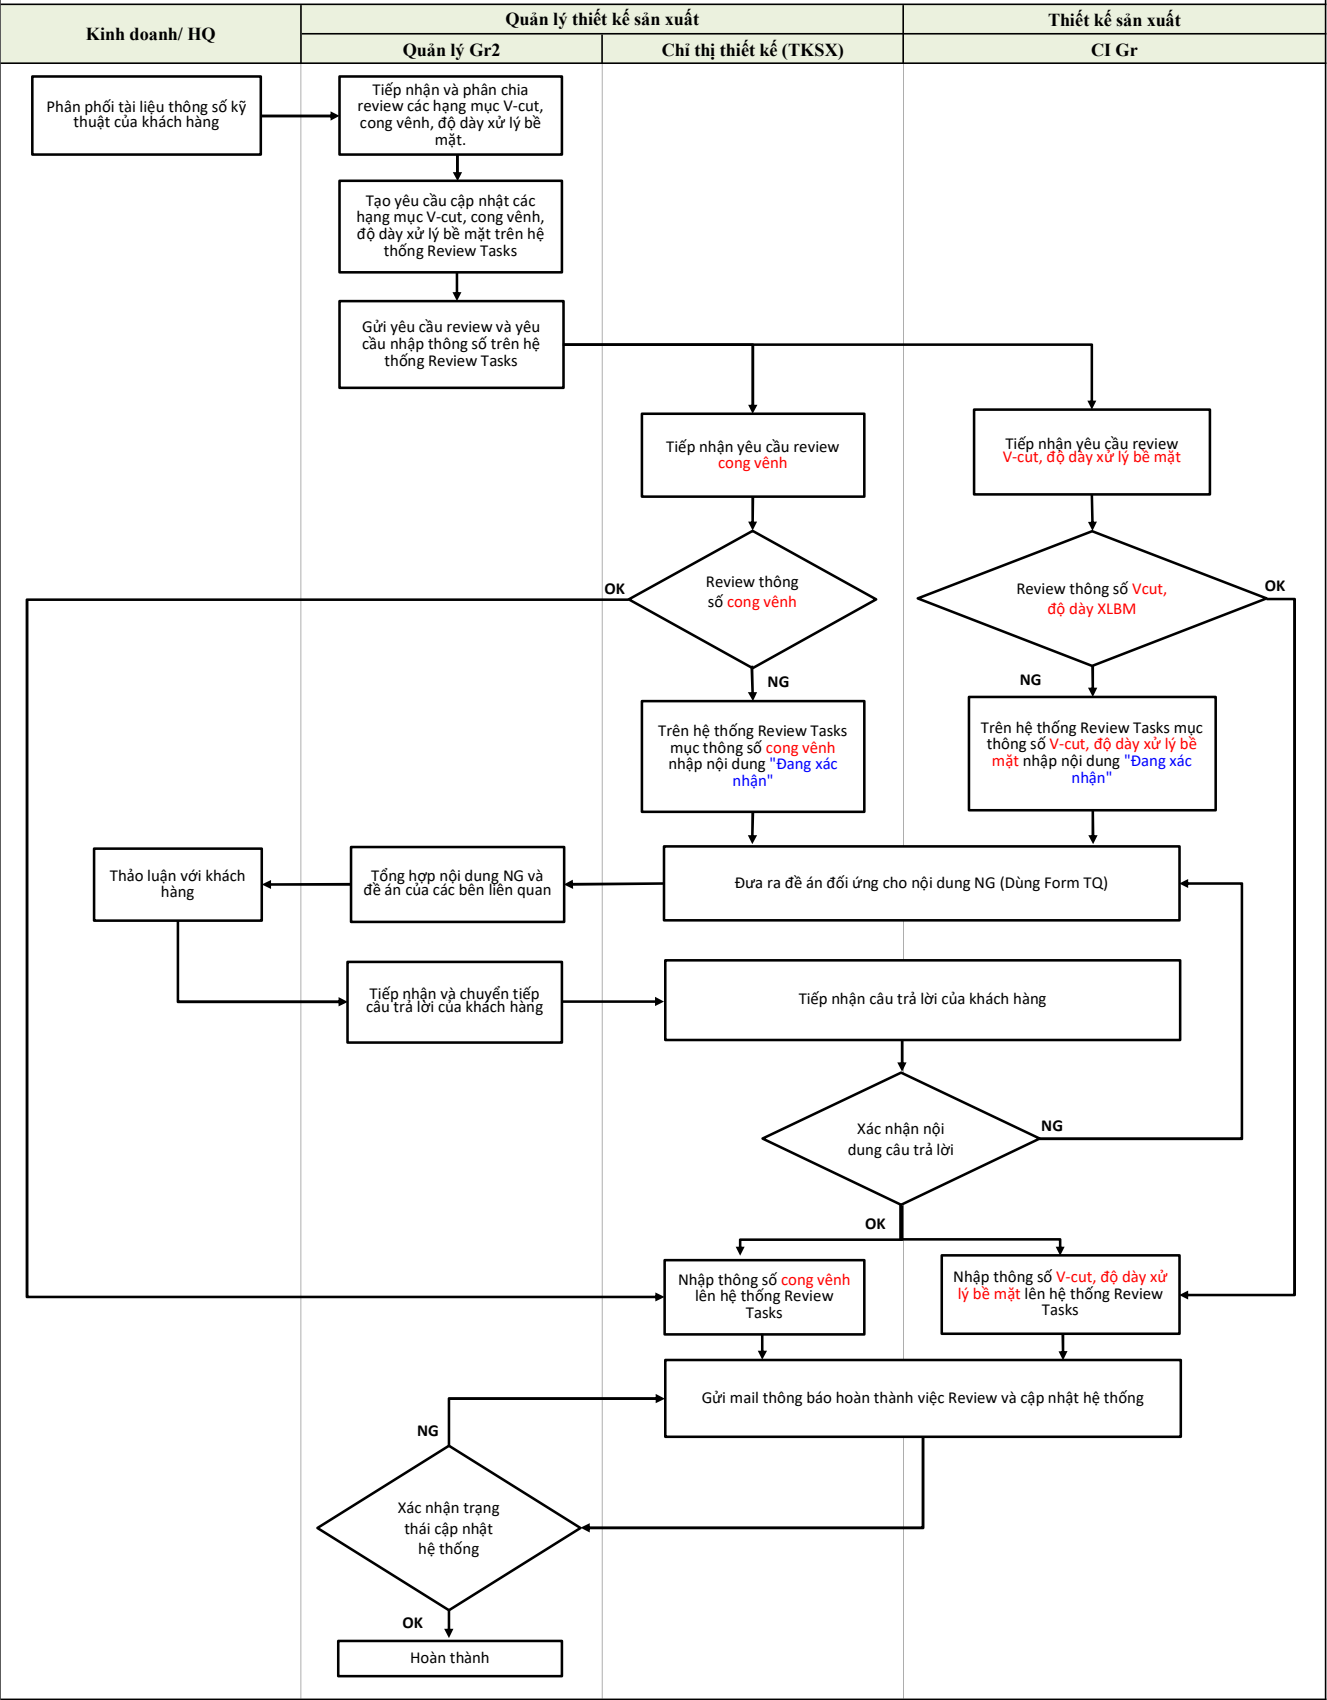 Kinh doanh/ HQ
Quản lý thiết kế sản xuất
Thiết kế sản xuất
Quản lý Gr2
Chỉ thị thiết kế (TKSX)
CI Gr
Phân phối tài liệu thông số kỹ
thuật của khách hàng
Tiếp nhận và phân chia
review các hạng mục V-cut,
cong vênh, độ dày xử lý bề
mặt.
Tạo yêu cầu cập nhật các
hạng mục V-cut, cong vênh,
độ dày xử lý bề mặt trên hệ
thống Review Tasks
Gửi yêu cầu review và yêu
cầu nhập thông số trên hệ
thống Review Tasks
Tiếp nhận yêu cầu review
cong vênh
Tiếp nhận yêu cầu review
V-cut, độ dày xử lý bề mặt
Review thông
số cong vênh
OK
Review thông số Vcut,
độ dày XLBM
OK
NG
NG
Trên hệ thống Review Tasks
mục thông số cong vênh
nhập nội dung "Đang xác
nhận"
Trên hệ thống Review Tasks mục
thông số V-cut, độ dày xử lý bề
mặt nhập nội dung "Đang xác
nhận"
Thảo luận với khách
hàng
Tổng hợp nội dung NG và
đề án của các bên liên quan
Đưa ra đề án đối ứng cho nội dung NG (Dùng Form TQ)
Tiếp nhận và chuyển tiếp
câu trả lời của khách hàng
Tiếp nhận câu trả lời của khách hàng
Xác nhận nội
dung câu trả lời
NG
OK
Nhập thông số cong vênh
lên hệ thống Review
Tasks
Nhập thông số V-cut, độ dày xử
lý bề mặt lên hệ thống Review
Tasks
Gửi mail thông báo hoàn thành việc Review và cập nhật hệ thống
NG
Xác nhận trạng
thái cập nhật
hệ thống
OK
Hoàn thành